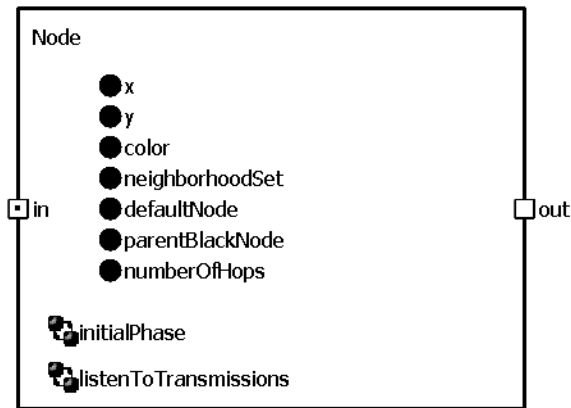 Node
x
y
color
neighborhoodSet
in
defaultNode
out
parentBlackNode
numberOfHops
initialPhase
listenToTransmissions